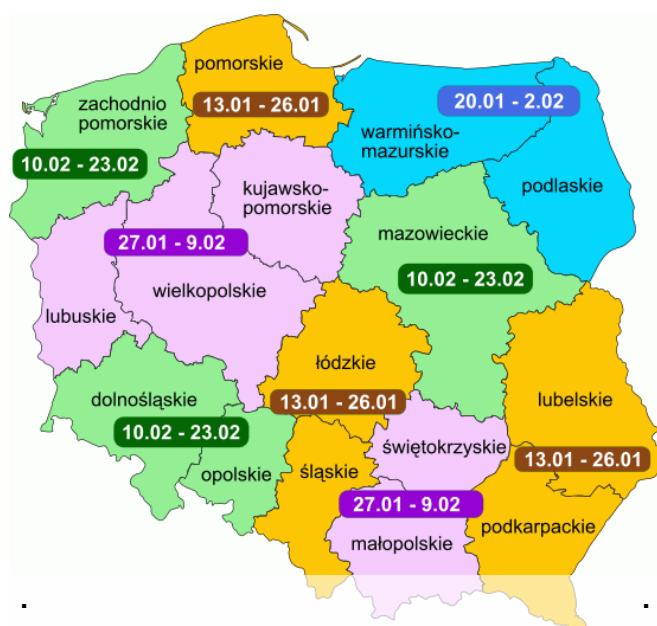 pomorskie
13.01 - 26.01
zachodnio
pomorskie
10.02 - 23.02
20.01 - 2.02
warmińsko-
mazurskie
podlaskie
kujawsko-
pomorskie
mazowieckie
27.01 - 9.02
10.02 - 23.02
wielkopolskie
lubuskie
łódzkie
13.01 - 26.01
dolnośląskie
10.02 - 23.02
opolskie
lubelskie
13.01 - 26.01
świętokrzyskie
śląskie
27.01 - 9.02
małopolskie
podkarpackie